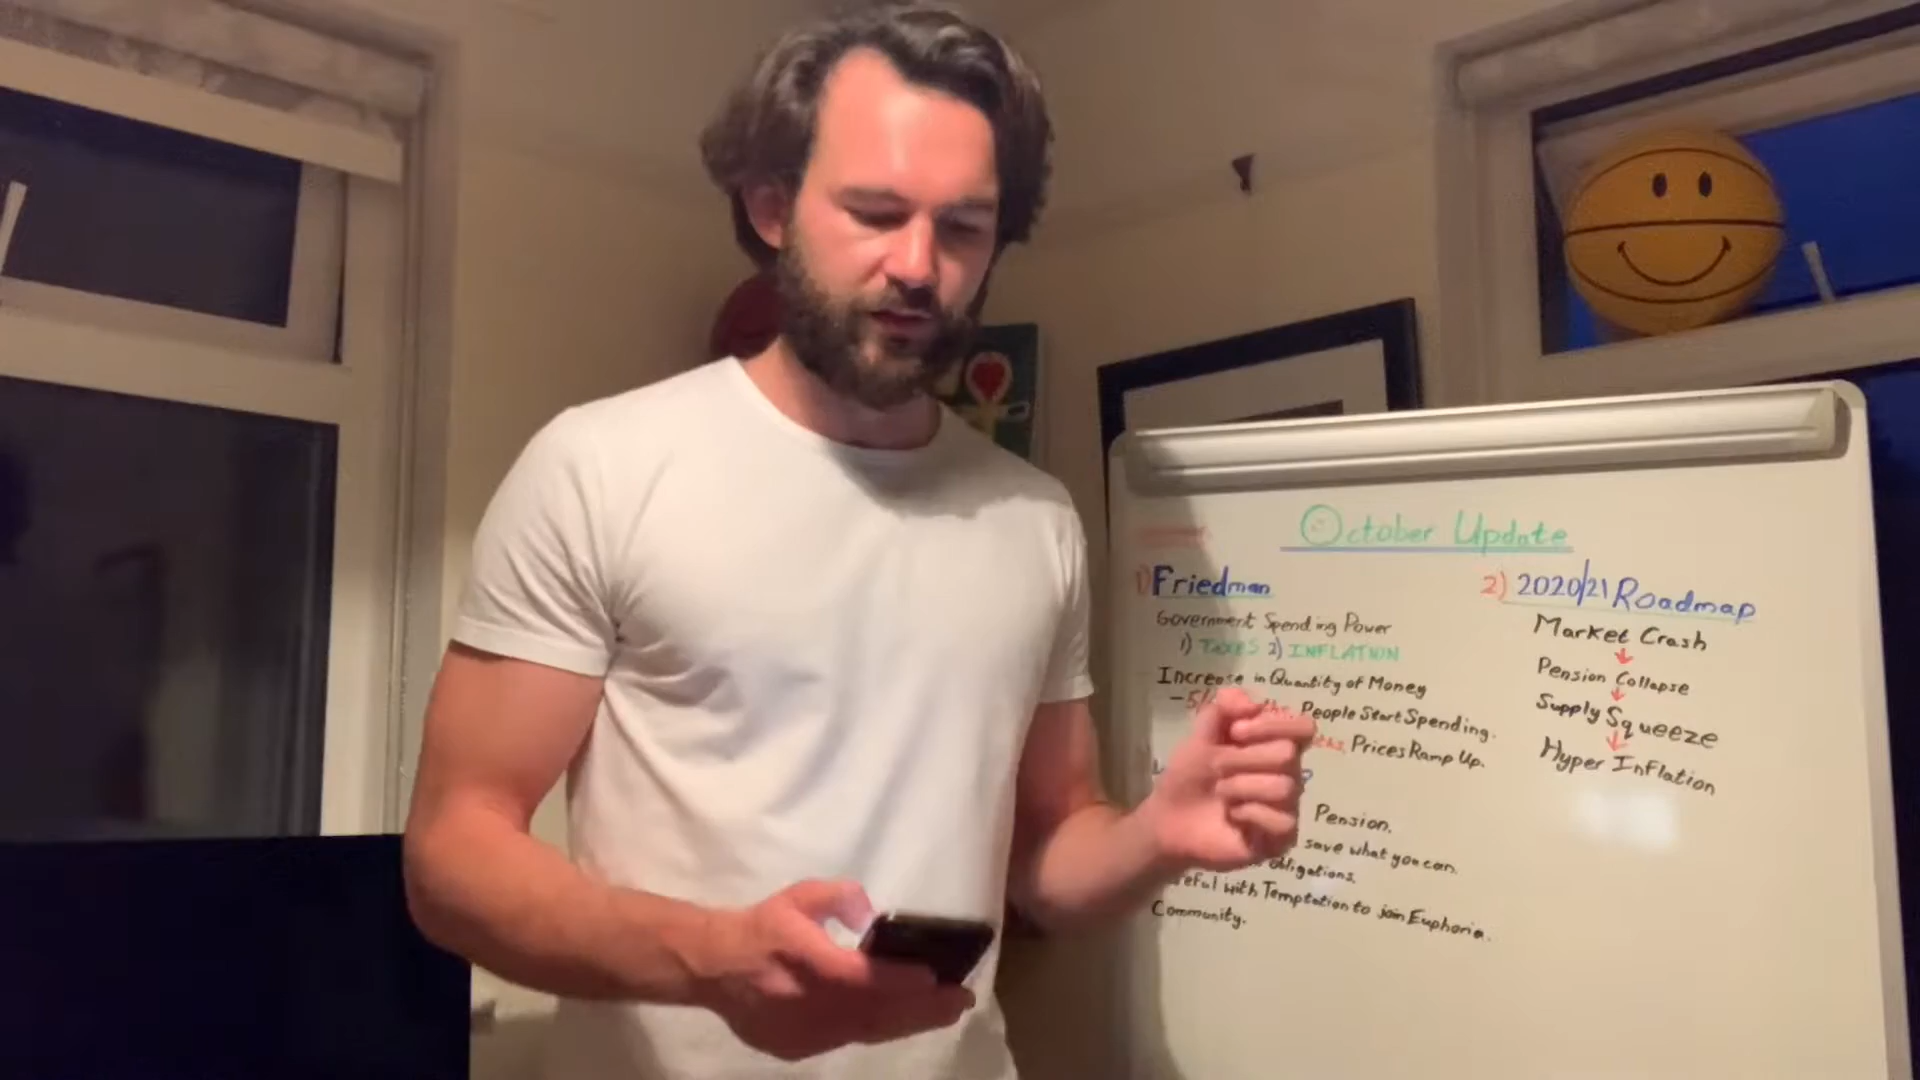 October Update
1) Friedman
Government Spending Power
1) TAXES 2) INFLATION
Increase in Quantity of Money
People Start Spending.
Prices Ramp Up.
Pension.
save what you can.
obligations.
with Temptation to join Euphoria.
Community.
2) 2020/21 Roadmap
Market Crash
Pension Collapse
Supply Squeeze
Hyper Inflation